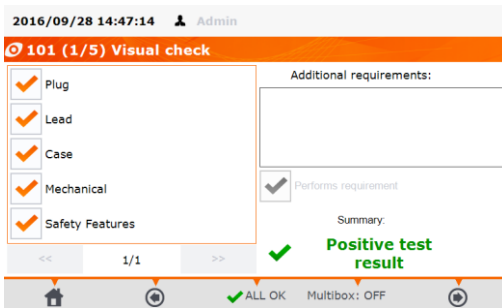 2016/09/28 14:47:14 Admin
101 (1/5) Visual check
Plug
Lead
Case
Mechanical
Safety Features
<< 1/1 >>
Additional requirements:
Performs requirement
Summary:
Positive test
result
ALL OK Multibox: OFF